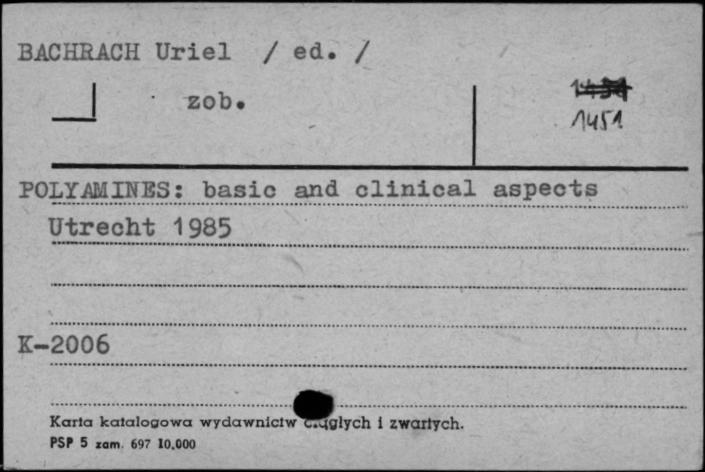 BACHRACH Uriel / ed. /
zob.
1451
POLYAMINES: basic and clinical aspects
Utrecht 1985
K-2006
Karta katalogowa wydawnictw ciągłych i zwartych.
PSP 5 zam. 697 10.000